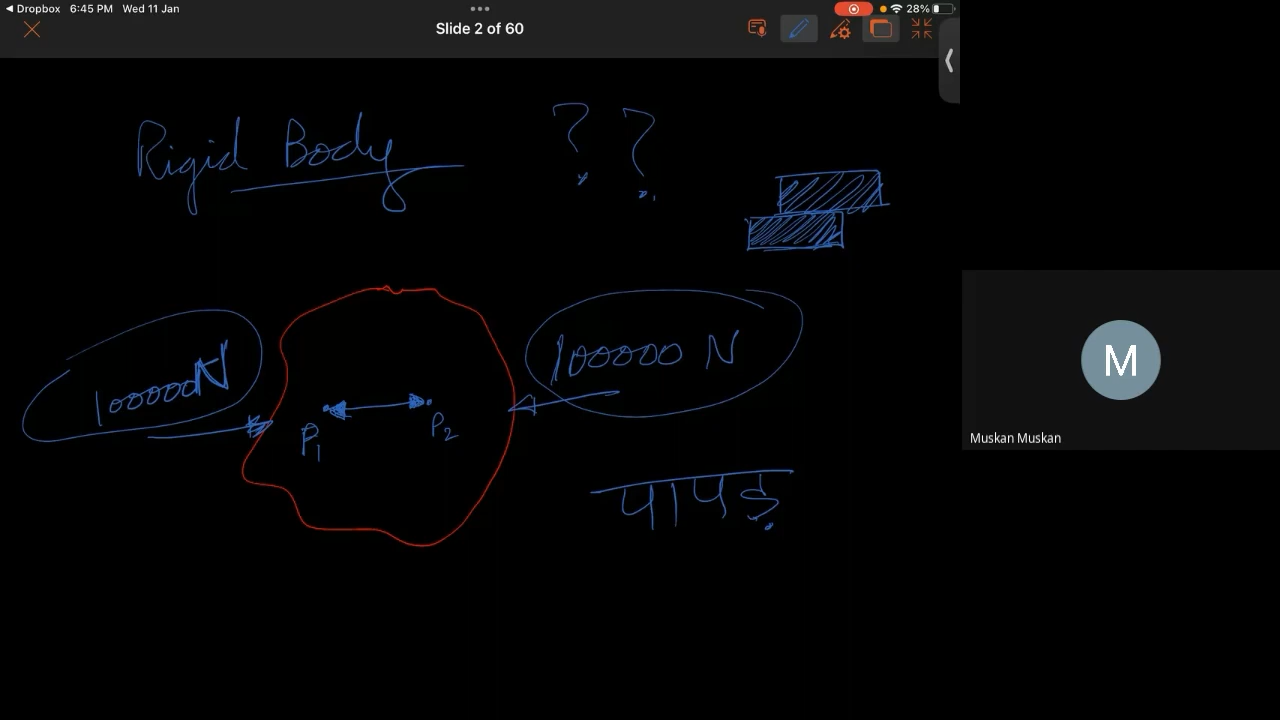 Dropbox 6:45 PM Wed 11 Jan
28%
Slide 2 of 60
Rigid Body ? ?
100000N
100000 N
P1
P2
पापड़
M
Muskan Muskan